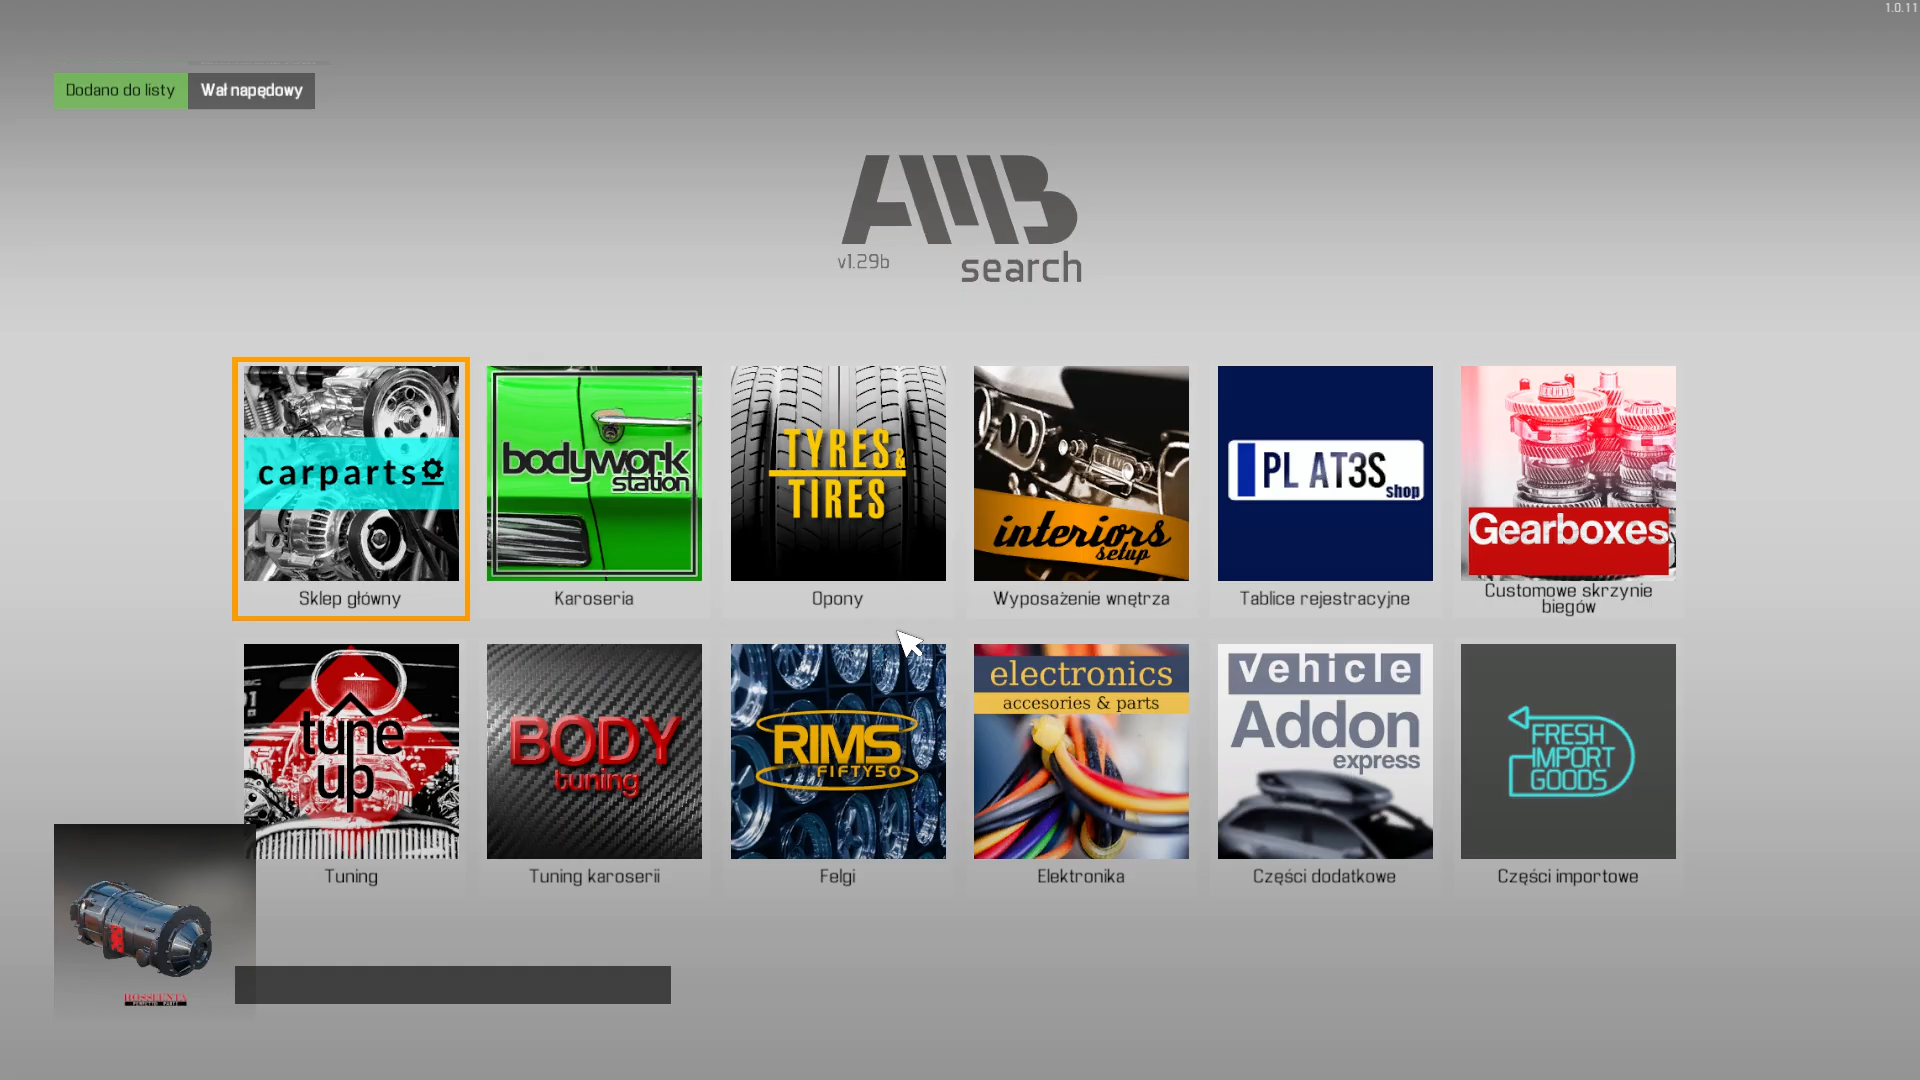 1.0.11
Dodano do listy
Wał napędowy
AMB
v1.29b
search
carparts
bodywork
station
TYRES &
TIRES
interiors
setup
PL AT3S
shop
Gearboxes
Sklep główny
Karoseria
Opony
Wyposażenie wnętrza
Tablice rejestracyjne
Customowe skrzynie
biegów
tune
up
BODY
tuning
RIMS
FIFTY50
electronics
accesories & parts
vehicle
Addon
express
FRESH
IMPORT
GOODS
Tuning
Tuning karoserii
Felgi
Elektronika
Części dodatkowe
Części importowe